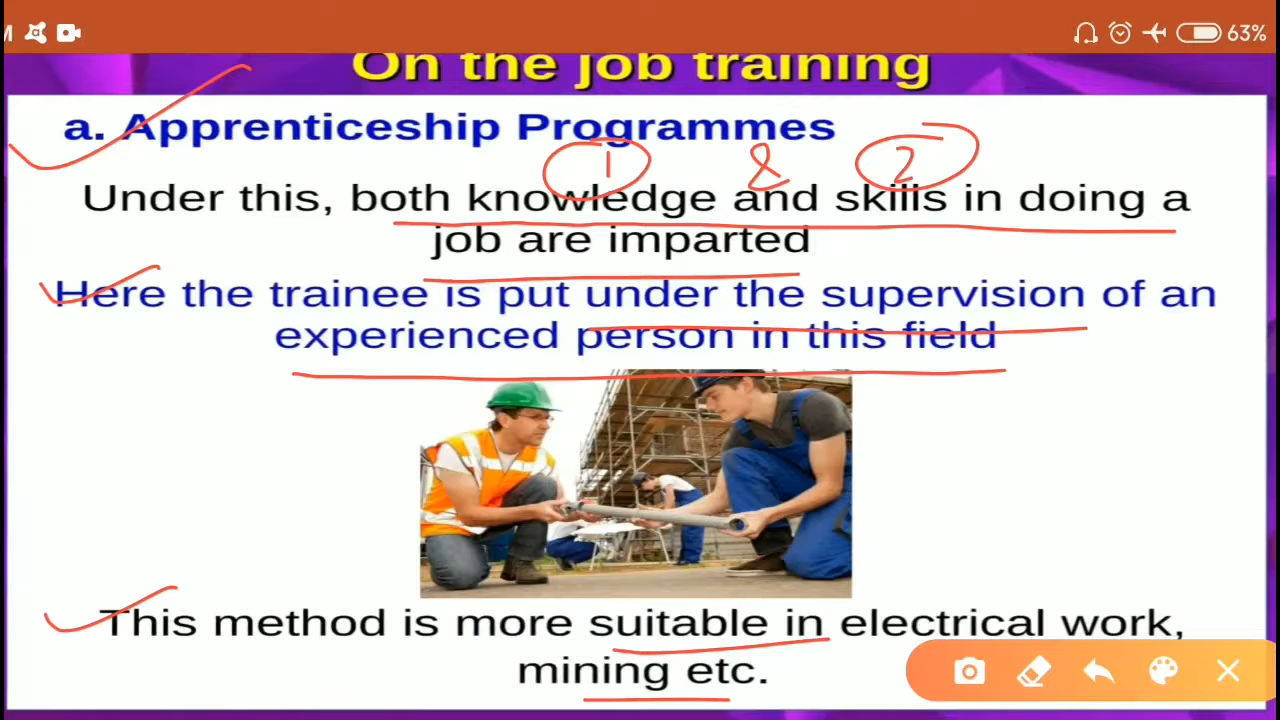 63%
On the job training
a. Apprenticeship Programmes
1 & 2
Under this, both knowledge and skills in doing a
job are imparted
Here the trainee is put under the supervision of an
experienced person in this field
This method is more suitable in electrical work,
mining etc.